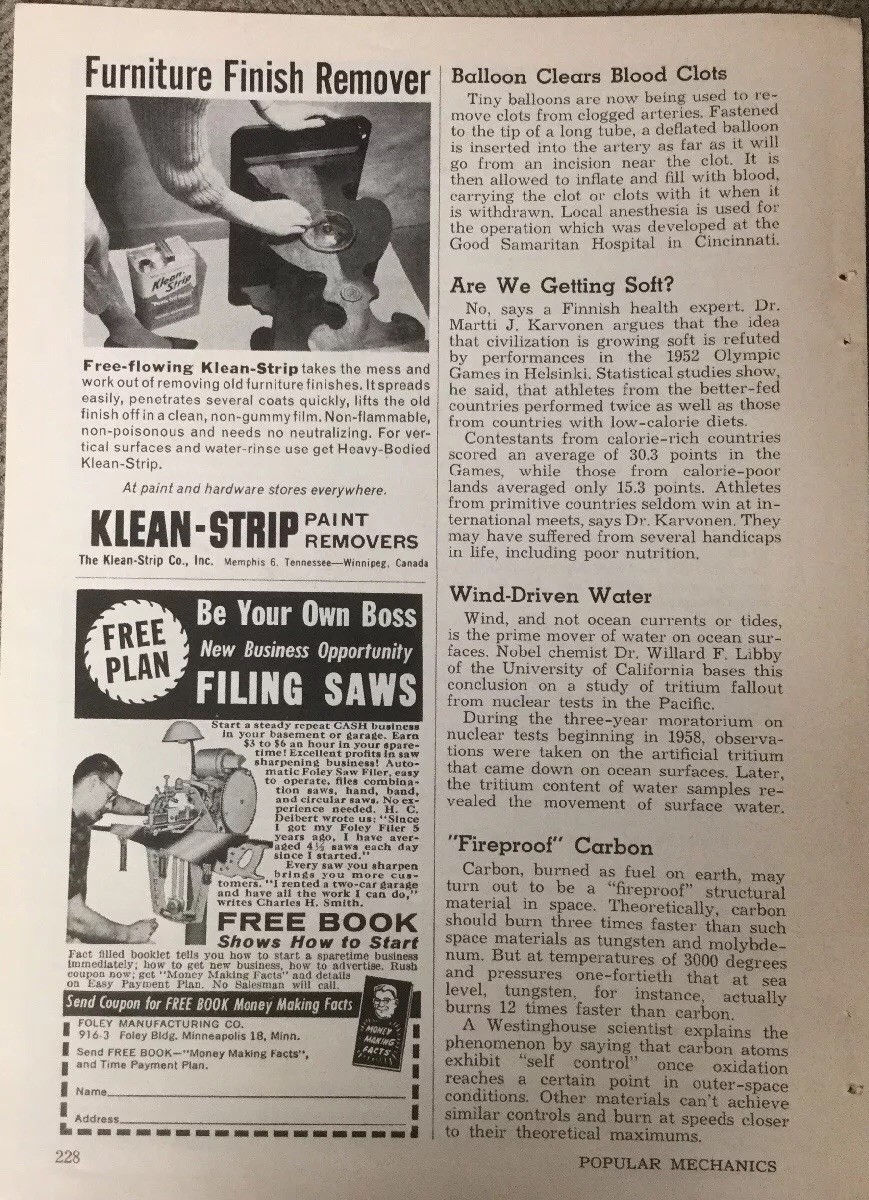 Furniture Finish Remover
Klean-Strip
Free-flowing Klean-Strip takes the mess and
work out of removing old furniture finishes. It spreads
easily, penetrates several coats quickly, lifts the old
finish off in a clean, non-gummy film. Non-flammable,
non-poisonous and needs no neutralizing. For ver-
tical surfaces and water-rinse use get Heavy-Bodied
Klean-Strip.
At paint and hardware stores everywhere.
KLEAN-STRIP PAINT
REMOVERS
The Klean-Strip Co., Inc. Memphis 6, Tennessee—Winnipeg, Canada
FREE
PLAN
Be Your Own Boss
New Business Opportunity
FILING SAWS
Start a steady repeat CASH business
in your basement or garage. Earn
$3 to $6 an hour in your spare-
time! Excellent profits in saw
sharpening business! Auto-
matic Foley Saw Filer, easy
to operate, files combina-
tion saws, hand, band,
and circular saws. No ex-
perience needed. H. C.
Deibert wrote us: "Since
I got my Foley Filer 5
years ago, I have aver-
aged 4½ saws each day
since I started."
Every saw you sharpen
brings you more cus-
tomers. "I rented a two-car garage
and have all the work I can do,"
writes Charles H. Smith.
FREE BOOK
Shows How to Start
Fact filled booklet tells you how to start a sparetime business
immediately; how to get new business, how to advertise. Rush
coupon now; get "Money Making Facts" and details
on Easy Payment Plan. No Salesman will call.
Send Coupon for FREE BOOK Money Making Facts
MONEY
MAKING
FACTS
FOLEY MANUFACTURING CO.
916-3 Foley Bldg. Minneapolis 18, Minn.
Send FREE BOOK—"Money Making Facts",
and Time Payment Plan.
Name
Address
228
Balloon Clears Blood Clots
Tiny balloons are now being used to re-
move clots from clogged arteries. Fastened
to the tip of a long tube, a deflated balloon
is inserted into the artery as far as it will
go from an incision near the clot. It is
then allowed to inflate and fill with blood,
carrying the clot or clots with it when it
is withdrawn. Local anesthesia is used for
the operation which was developed at the
Good Samaritan Hospital in Cincinnati.
Are We Getting Soft?
No, says a Finnish health expert. Dr.
Martti J. Karvonen argues that the idea
that civilization is growing soft is refuted
by performances in the 1952 Olympic
Games in Helsinki. Statistical studies show,
he said, that athletes from the better-fed
countries performed twice as well as those
from countries with low-calorie diets.
Contestants from calorie-rich countries
scored an average of 30.3 points in the
Games, while those from calorie-poor
lands averaged only 15.3 points. Athletes
from primitive countries seldom win at in-
ternational meets, says Dr. Karvonen. They
may have suffered from several handicaps
in life, including poor nutrition.
Wind-Driven Water
Wind, and not ocean currents or tides,
is the prime mover of water on ocean sur-
faces. Nobel chemist Dr. Willard F. Libby
of the University of California bases this
conclusion on a study of tritium fallout
from nuclear tests in the Pacific.
During the three-year moratorium on
nuclear tests beginning in 1958, observa-
tions were taken on the artificial tritium
that came down on ocean surfaces. Later,
the tritium content of water samples re-
vealed the movement of surface water.
"Fireproof" Carbon
Carbon, burned as fuel on earth, may
turn out to be a "fireproof" structural
material in space. Theoretically, carbon
should burn three times faster than such
space materials as tungsten and molybde-
num. But at temperatures of 3000 degrees
and pressures one-fortieth that at sea
level, tungsten, for instance, actually
burns 12 times faster than carbon.
A Westinghouse scientist explains the
phenomenon by saying that carbon atoms
exhibit "self control" once oxidation
reaches a certain point in outer-space
conditions. Other materials can't achieve
similar controls and burn at speeds closer
to their theoretical maximums.
POPULAR MECHANICS